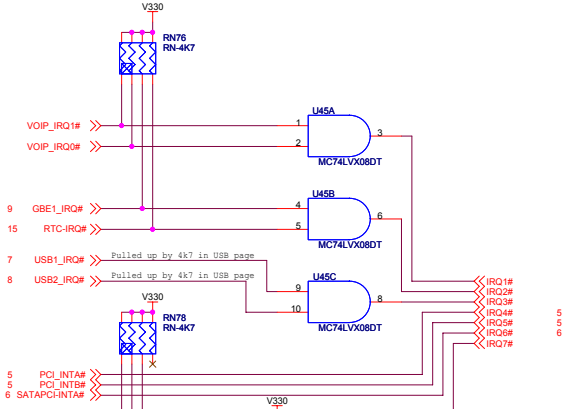 V330
RN76
RN-4K7
VOIP_IRQ1#
VOIP_IRQ0#
1
2
U45A
3
MC74LVX08DT
9 GBE1_IRQ#
15 RTC-IRQ#
4
5
U45B
6
MC74LVX08DT
7 USB1_IRQ# Pulled up by 4k7 in USB page
8 USB2_IRQ# Pulled up by 4k7 in USB page
9
10
U45C
8
MC74LVX08DT
V330
RN78
RN-4K7
IRQ1#
IRQ2#
IRQ3#
IRQ4# 5
IRQ5# 5
IRQ6# 6
IRQ7#
5 PCI_INTA#
5 PCI_INTB#
6 SATAPCI-INTA#
V330